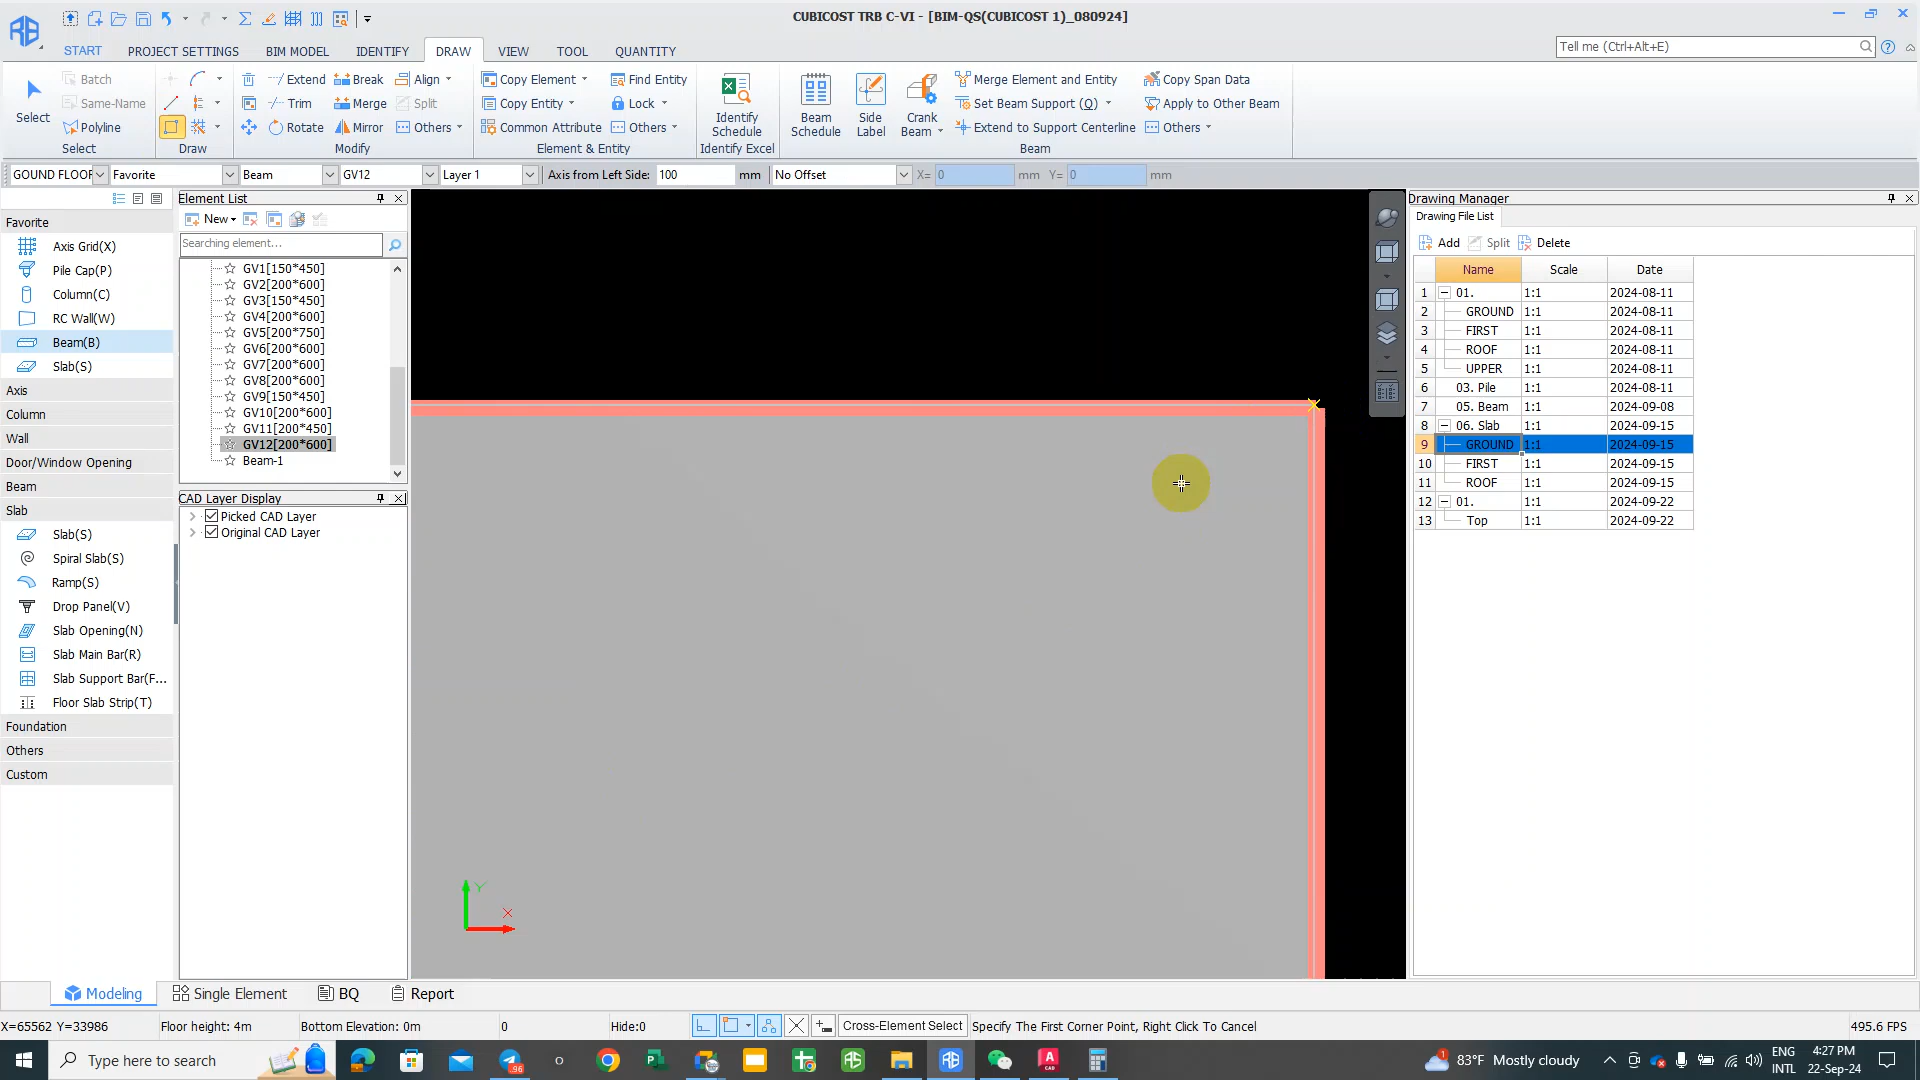 CUBICOST TRB C-VI - [BIM-QS(CUBICOST 1)_080924]
START PROJECT SETTINGS BIM MODEL IDENTIFY DRAW VIEW TOOL QUANTITY
Tell me (Ctrl+Alt+E)
Select
Batch
Same-Name
Polyline
Select
Draw
Extend Break Align
Trim Merge Split
Rotate Mirror Others
Modify
Copy Element Find Entity
Copy Entity Lock
Common Attribute Others
Element & Entity
Identify Schedule
Identify Excel
Beam Schedule
Side Label
Crank Beam
Merge Element and Entity Copy Span Data
Set Beam Support (Q) Apply to Other Beam
Extend to Support Centerline Others
Beam
GOUND FLOOR Favorite Beam GV12 Layer 1 Axis from Left Side: 100 mm No Offset X= 0 mm Y= 0 mm
Favorite
Axis Grid(X)
Pile Cap(P)
Column(C)
RC Wall(W)
Beam(B)
Slab(S)
Axis
Column
Wall
Door/Window Opening
Beam
Slab
Slab(S)
Spiral Slab(S)
Ramp(S)
Drop Panel(V)
Slab Opening(N)
Slab Main Bar(R)
Slab Support Bar(F...
Floor Slab Strip(T)
Foundation
Others
Custom
Element List
New
Searching element...
GV1[150*450]
GV2[200*600]
GV3[150*450]
GV4[200*600]
GV5[200*750]
GV6[200*600]
GV7[200*600]
GV8[200*600]
GV9[150*450]
GV10[200*600]
GV11[200*450]
GV12[200*600]
Beam-1
CAD Layer Display
Picked CAD Layer
Original CAD Layer
Y
X
Drawing Manager
Drawing File List
Add Split Delete
Name Scale Date
1 01. 1:1 2024-08-11
2 GROUND 1:1 2024-08-11
3 FIRST 1:1 2024-08-11
4 ROOF 1:1 2024-08-11
5 UPPER 1:1 2024-08-11
6 03. Pile 1:1 2024-08-11
7 05. Beam 1:1 2024-09-08
8 06. Slab 1:1 2024-09-15
9 GROUND 1:1 2024-09-15
10 FIRST 1:1 2024-09-15
11 ROOF 1:1 2024-09-15
12 01. 1:1 2024-09-22
13 Top 1:1 2024-09-22
Modeling Single Element BQ Report
X=65562 Y=33986 Floor height: 4m Bottom Elevation: 0m 0 Hide:0 Cross-Element Select Specify The First Corner Point, Right Click To Cancel 495.6 FPS
Type here to search
83°F Mostly cloudy
ENG
INTL
4:27 PM
22-Sep-24